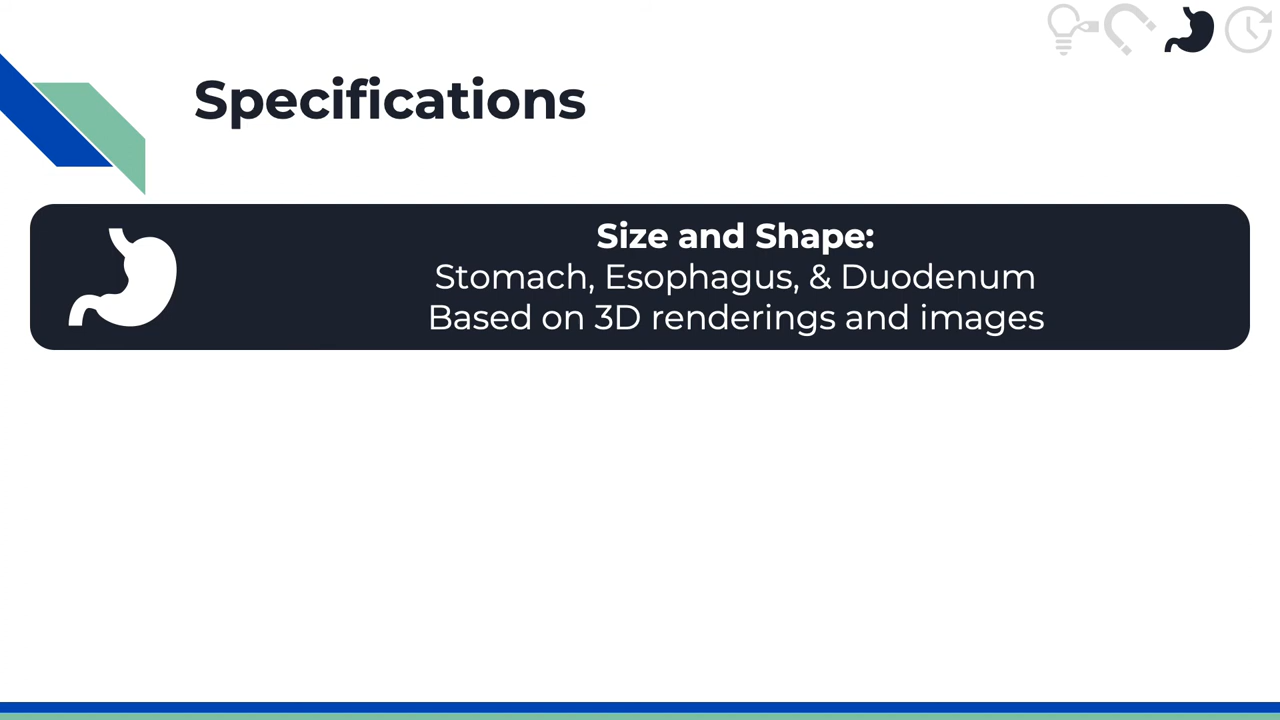 Specifications
Size and Shape:
Stomach, Esophagus, & Duodenum
Based on 3D renderings and images